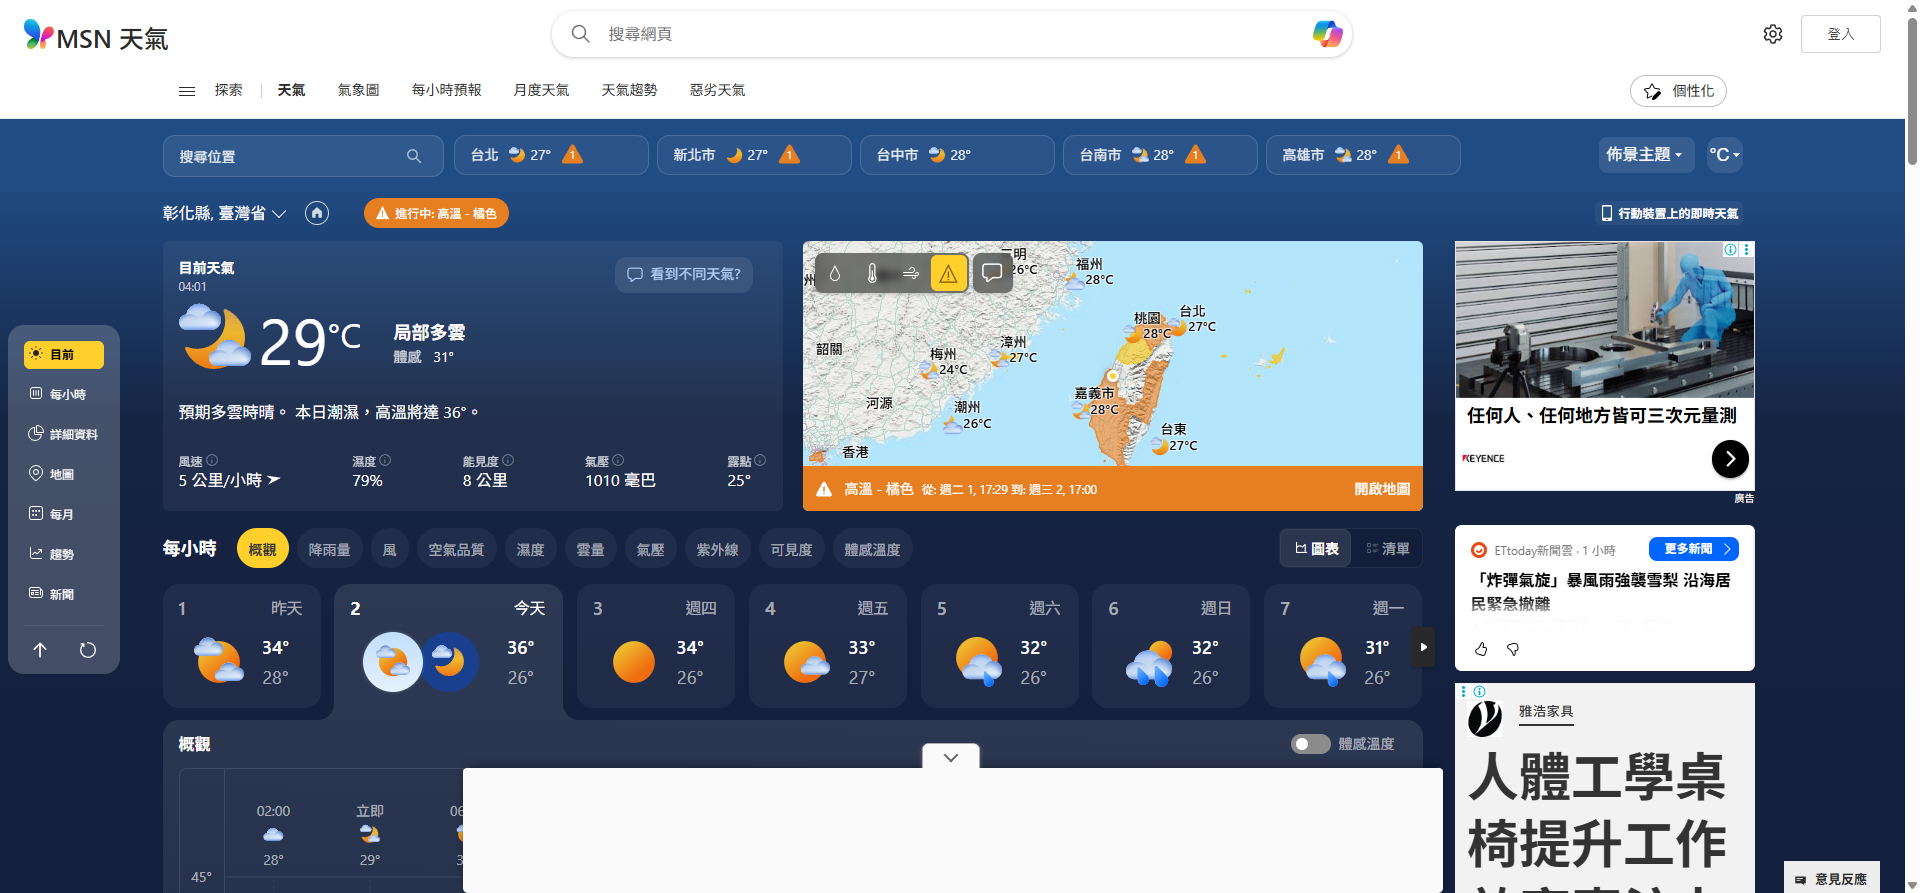 MSN 天氣
搜尋網頁
登入
探索
天氣
氣象圖
每小時預報
月度天氣
天氣趨勢
惡劣天氣
個性化
搜尋位置
台北 27° 1
新北市 27° 1
台中市 28°
台南市 28° 1
高雄市 28° 1
佈景主題
°C
彰化縣, 臺灣省
進行中: 高溫 - 橘色
行動裝置上的即時天氣
目前
每小時
詳細資料
地圖
每月
趨勢
新聞
目前天氣
04:01
看到不同天氣?
29°C
局部多雲
體感 31°
預期多雲時晴。 本日潮濕，高溫將達 36°。
風速
5 公里/小時
濕度
79%
能見度
8 公里
氣壓
1010 毫巴
露點
25°
三明
26°C
州
福州
28°C
台北
27°C
桃園
28°C
韶關
漳州
27°C
梅州
24°C
嘉義市
28°C
河源
潮州
26°C
台東
27°C
香港
高溫 - 橘色 從: 週二 1, 17:29 到: 週三 2, 17:00
開啟地圖
任何人、任何地方皆可三次元量測
KEYENCE
廣告
每小時
概觀
降雨量
風
空氣品質
濕度
雲量
氣壓
紫外線
可見度
體感溫度
圖表
清單
1 昨天
34°
28°
2 今天
36°
26°
3 週四
34°
26°
4 週五
33°
27°
5 週六
32°
26°
6 週日
32°
26°
7 週一
31°
26°
ETtoday新聞雲 · 1 小時
更多新聞
「炸彈氣旋」暴風雨強襲雪梨 沿海居
民緊急撤離
概觀
體感溫度
02:00
28°
立即
29°
06
3
45°
雅浩家具
人體工學桌
椅提升工作
意見反應